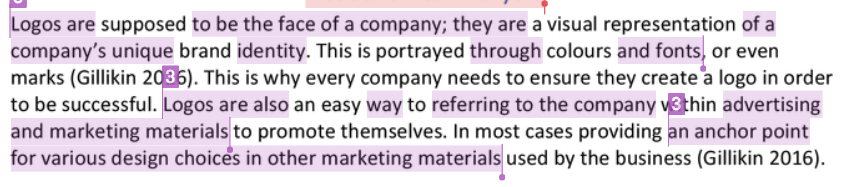 Logos are supposed to be the face of a company; they are a visual representation of a
company's unique brand identity. This is portrayed through colours and fonts, or even
marks (Gillikin 20 3 6). This is why every company needs to ensure they create a logo in order
to be successful. Logos are also an easy way to referring to the company w 3 thin advertising
and marketing materials to promote themselves. In most cases providing an anchor point
for various design choices in other marketing materials used by the business (Gillikin 2016).